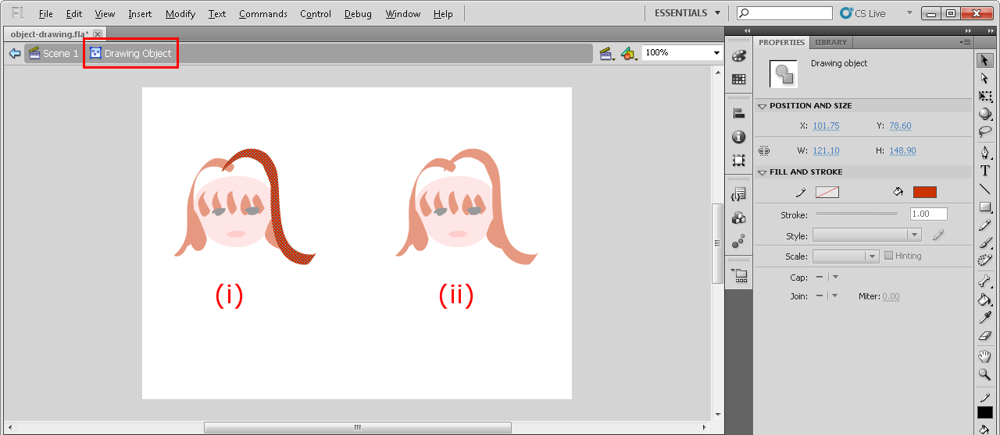 Fl File Edit View Insert Modify Text Commands Control Debug Window Help ESSENTIALS CS Live
object-drawing.fla*
Scene 1 Drawing Object 100%
PROPERTIES LIBRARY
Drawing object
POSITION AND SIZE
X: 101.75 Y: 78.60
W: 121.10 H: 148.90
FILL AND STROKE
Stroke: 1.00
Style:
Scale: Hinting
Cap:
Join: Miter: 0.00
T
(i) (ii)